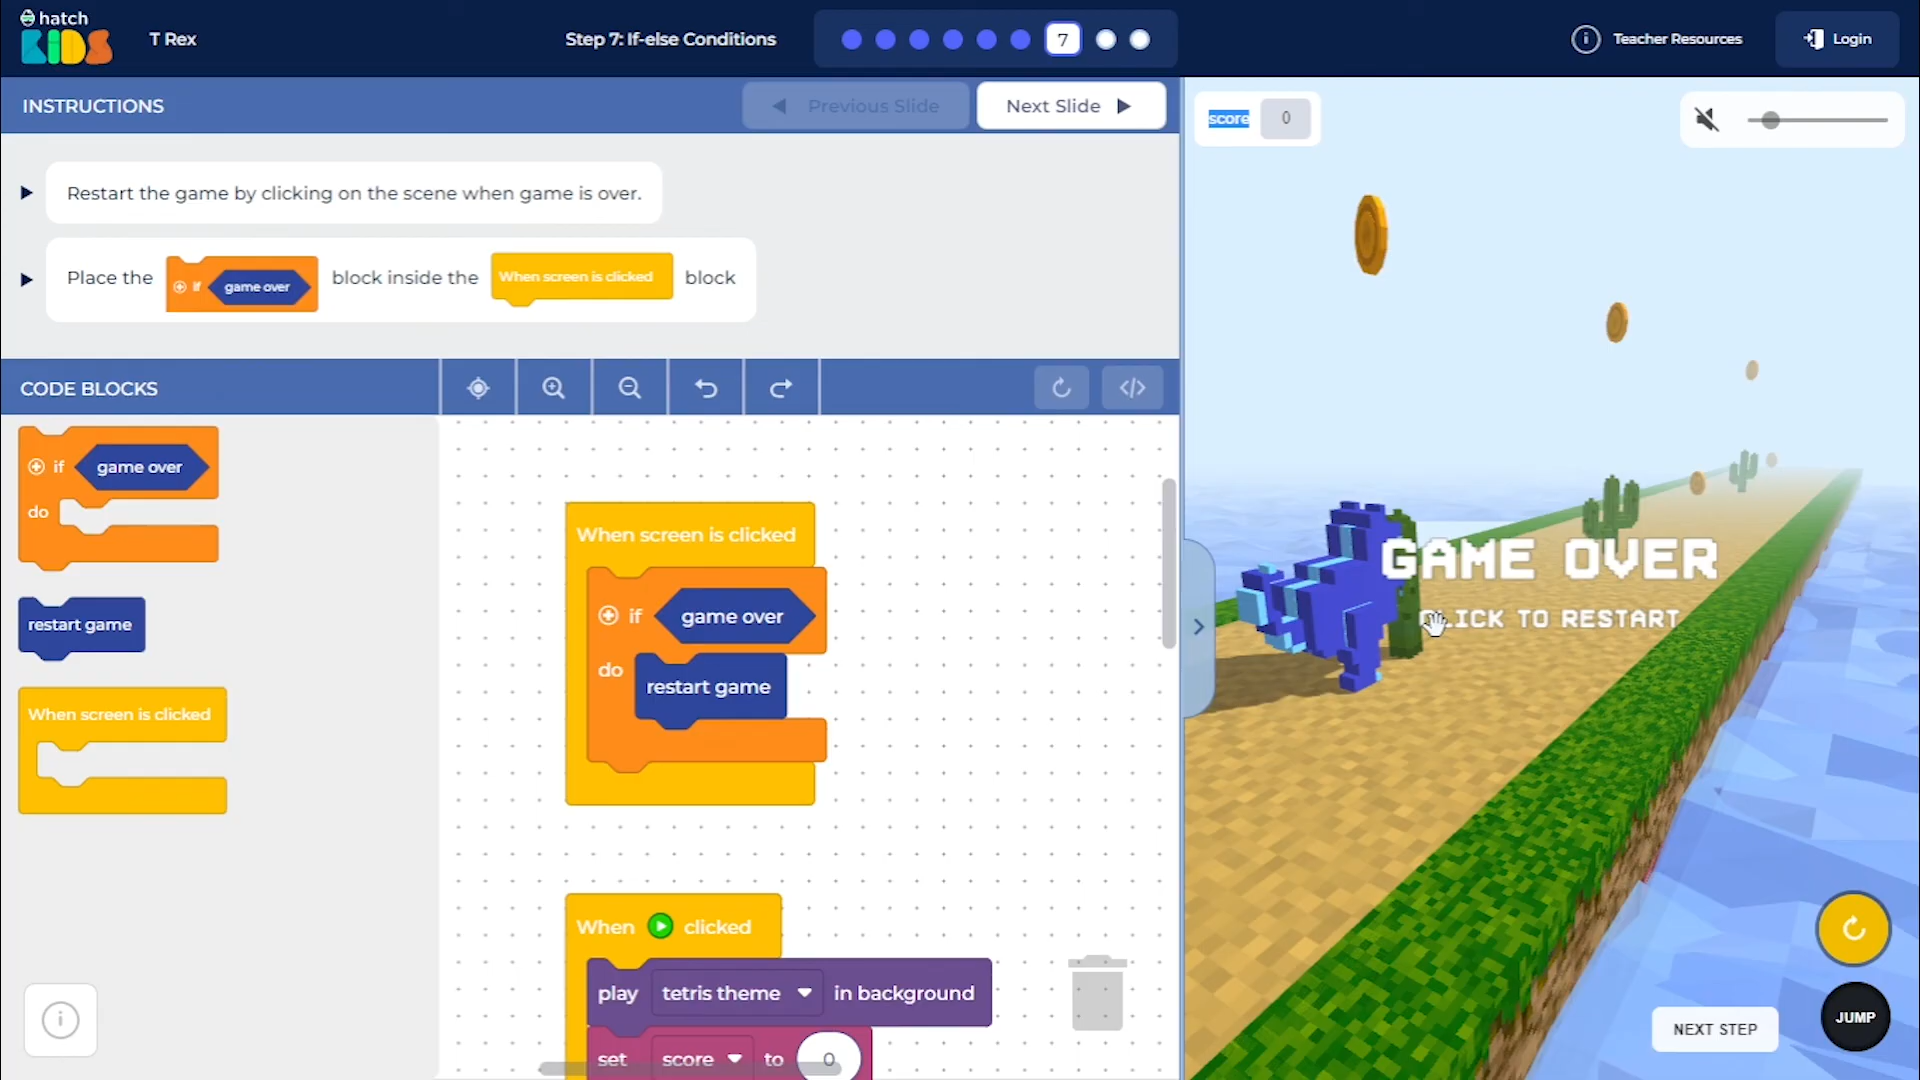 hatch
KIDS
T Rex
Step 7: If-else Conditions
7
Teacher Resources
Login
INSTRUCTIONS
Previous Slide
Next Slide
score 0
Restart the game by clicking on the scene when game is over.
Place the if game over block inside the When screen is clicked block
CODE BLOCKS
if game over
do
restart game
When screen is clicked
When screen is clicked
if game over
do restart game
When clicked
play tetris theme in background
set score to 0
GAME OVER
CLICK TO RESTART
NEXT STEP
JUMP